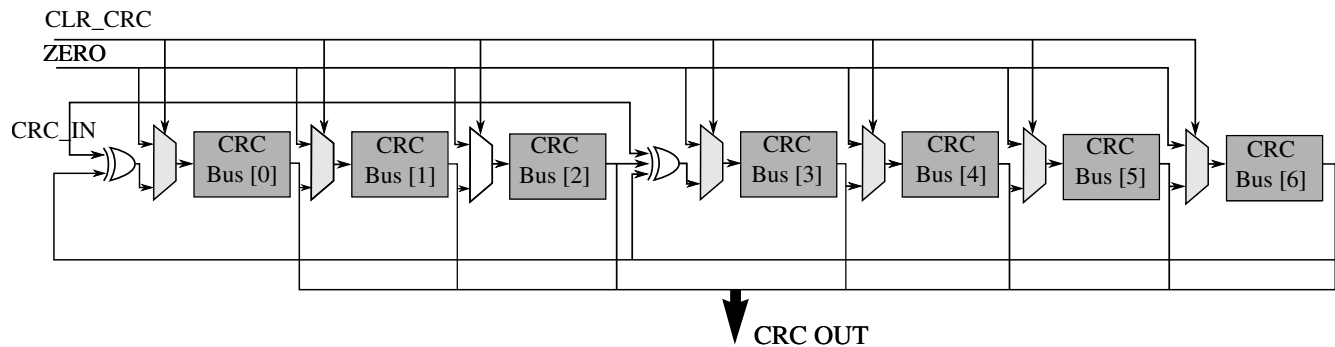 CLR_CRC
ZERO
CRC_IN
CRC
Bus [0]
CRC
Bus [1]
CRC
Bus [2]
CRC
Bus [3]
CRC
Bus [4]
CRC
Bus [5]
CRC
Bus [6]
CRC OUT